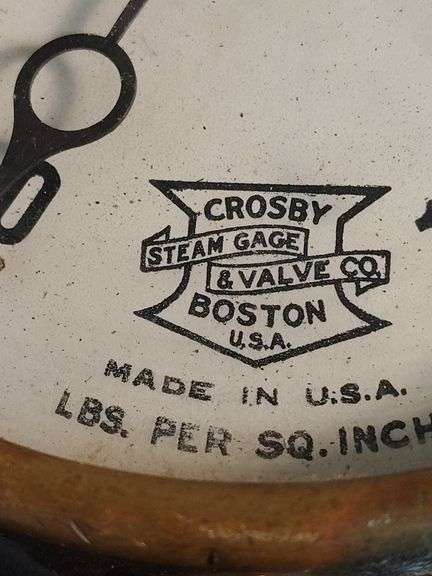 CROSBY
STEAM GAGE
& VALVE CO.
BOSTON
U.S.A.
MADE IN U.S.A.
LBS. PER SQ. INCH